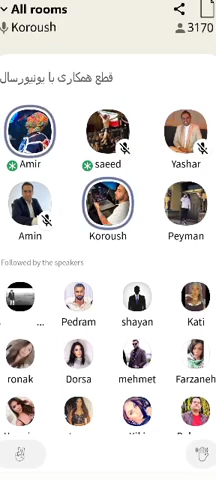 All rooms
Koroush
3170
قطع همکاری با یونیورسال
Amir
saeed
Yashar
Amin
Koroush
Peyman
Followed by the speakers
...
Pedram
shayan
Kati
ronak
Dorsa
mehmet
Farzaneh